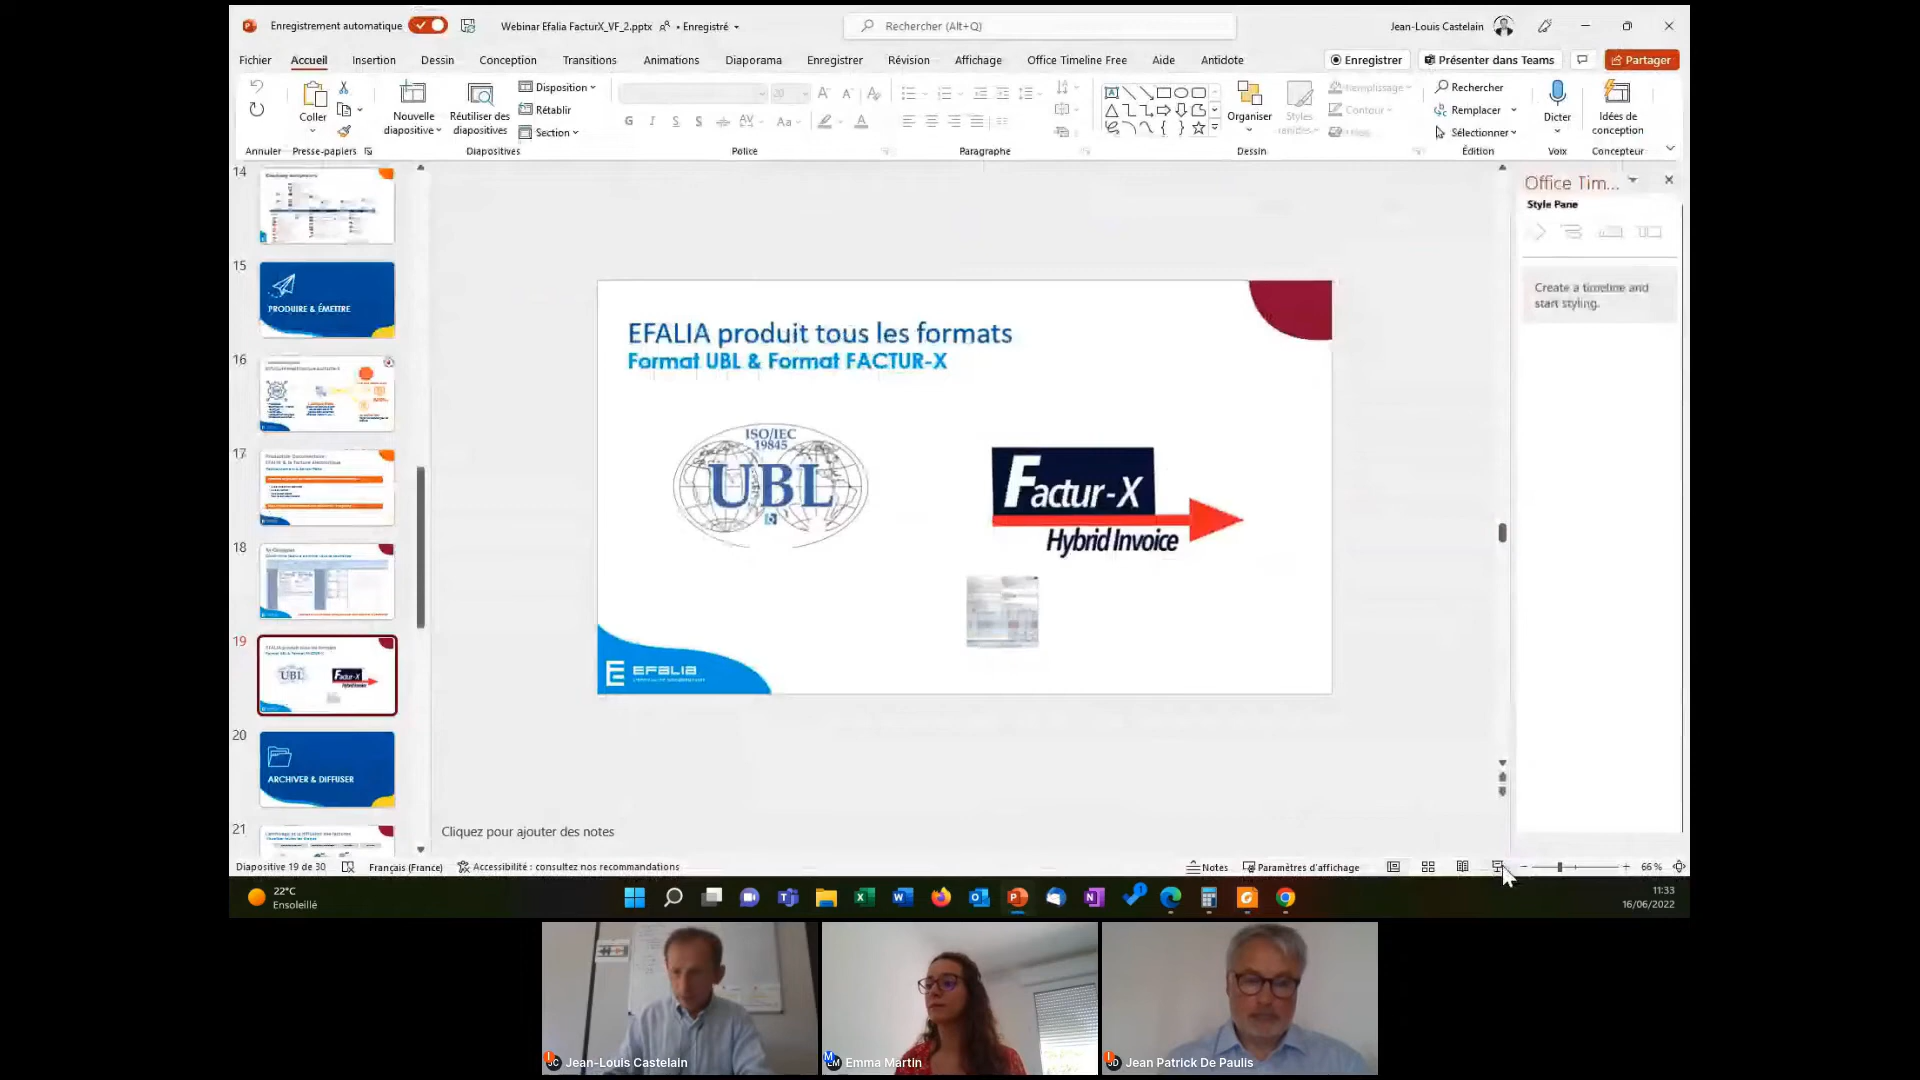 Enregistrement automatique
Webinar Efalia FacturX_VF_2.pptx • Enregistré
Rechercher (Alt+Q)
Jean-Louis Castelain
Fichier Accueil Insertion Dessin Conception Transitions Animations Diaporama Enregistrer Révision Affichage Office Timeline Free Aide Antidote
Enregistrer Présenter dans Teams Partager
Coller
Nouvelle diapositive
Réutiliser des diapositives
Disposition
Rétablir
Section
20
G I S S
Aa
Organiser
Styles rapides
Remplissage
Contour
Rechercher
Remplacer
Sélectionner
Dicter
Idées de conception
Annuler Presse-papiers Diapositives Police Paragraphe Dessin Édition Voix Concepteur
14
15
PRODUIRE & ÉMETTRE
16
17
18
19
UBL
Factur-X
20
ARCHIVER & DIFFUSER
21
EFALIA produit tous les formats
Format UBL & Format FACTUR-X
ISO/IEC
19845
UBL
Factur-X
Hybrid Invoice
EFALIA
Office Tim...
Style Pane
Create a timeline and
start styling.
Cliquez pour ajouter des notes
Diapositive 19 de 30 Français (France) Accessibilité : consultez nos recommandations
Notes Paramètres d'affichage 66 %
22°C
Ensoleillé
11:33
16/06/2022
Jean-Louis Castelain
Emma Martin
Jean Patrick De Paulis